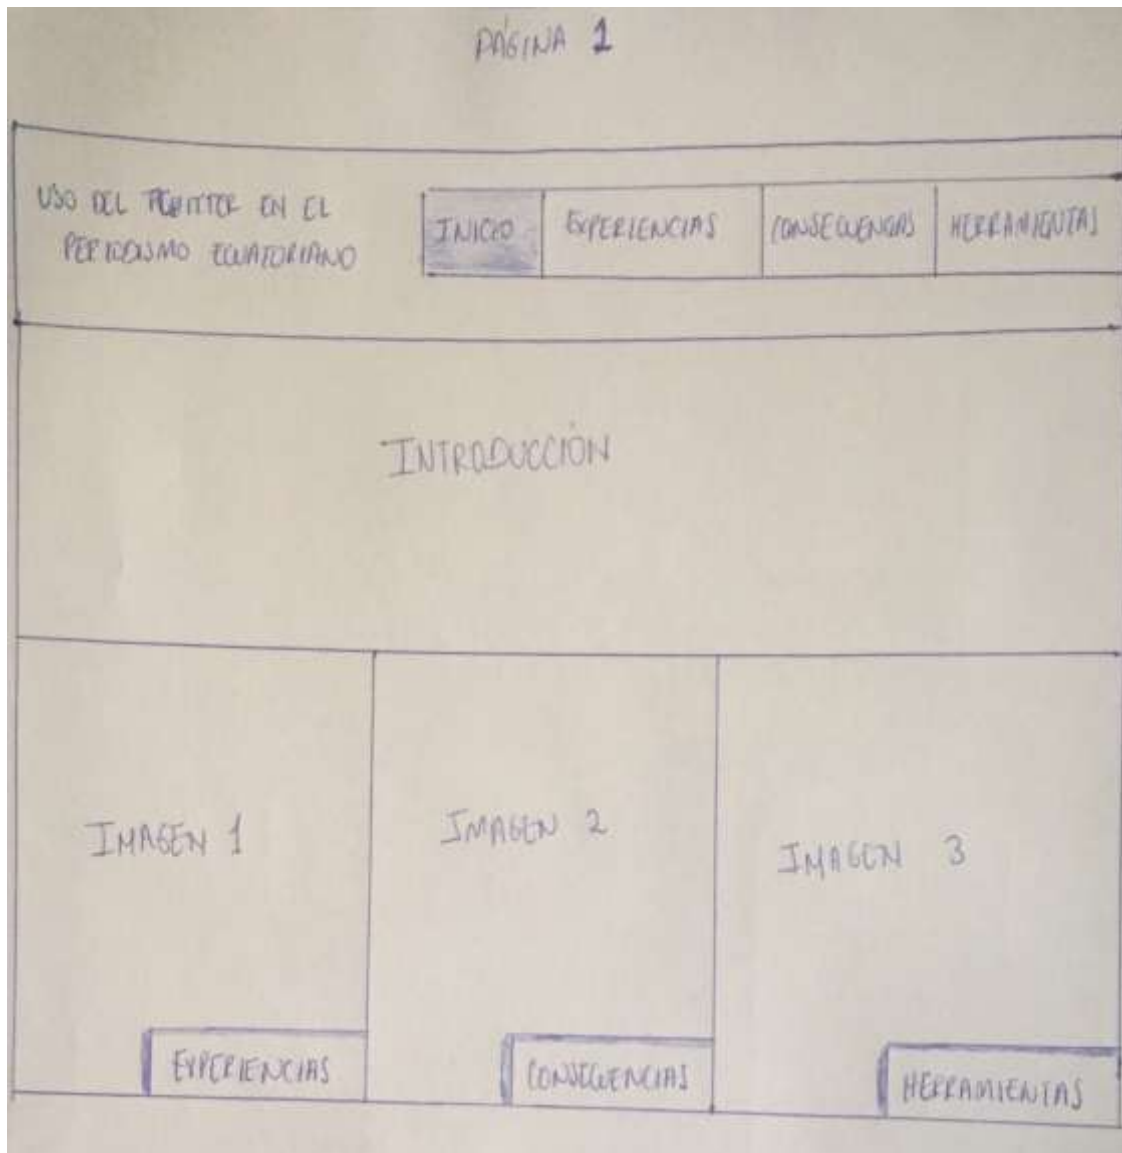 PÁGINA 1
USO DEL TWITTER EN EL
PERIODISMO ECUATORIANO
INICIO
EXPERIENCIAS
CONSECUENCIAS
HERRAMIENTAS
INTRODUCCIÓN
IMAGEN 1
IMAGEN 2
IMAGEN 3
EXPERIENCIAS
CONSECUENCIAS
HERRAMIENTAS